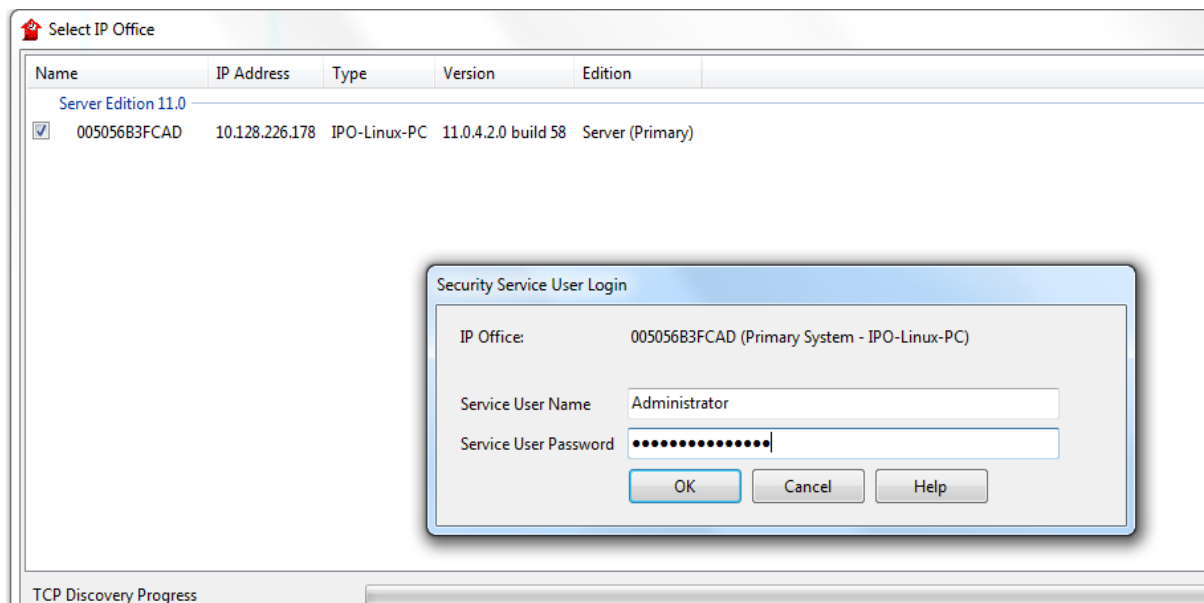 Select IP Office
Name IP Address Type Version Edition
Server Edition 11.0
005056B3FCAD 10.128.226.178 IPO-Linux-PC 11.0.4.2.0 build 58 Server (Primary)
Security Service User Login
IP Office: 005056B3FCAD (Primary System - IPO-Linux-PC)
Service User Name Administrator
Service User Password ●●●●●●●●●●●●●●●
OK Cancel Help
TCP Discovery Progress